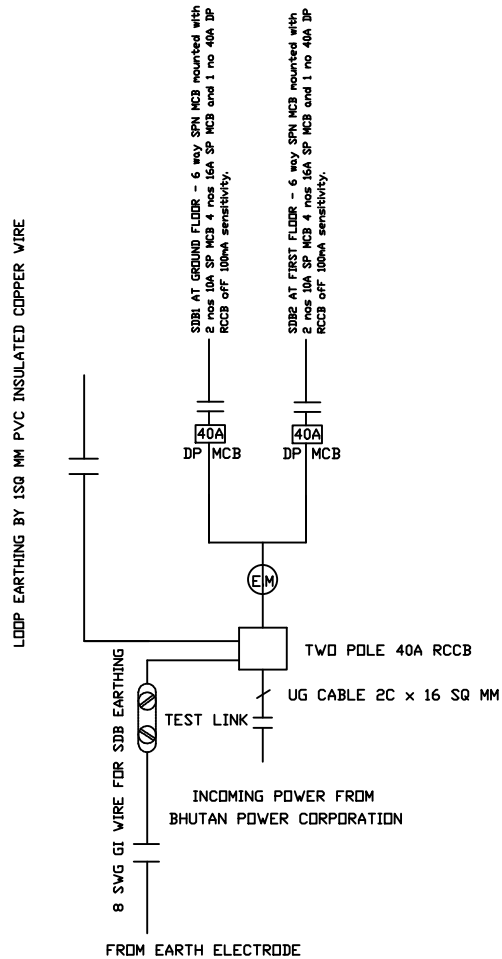 SDB1 AT GROUND FLOOR - 6 way SPN MCB mounted with
2 nos 10A SP MCB 4 nos 16A SP MCB and 1 no 40A DP
RCCB off 100mA sensitivity.
SDB2 AT FIRST FLOOR - 6 way SPN MCB mounted with
2 nos 10A SP MCB 4 nos 16A SP MCB and 1 no 40A DP
RCCB off 100mA sensitivity.
LOOP EARTHING BY 1SQ MM PVC INSULATED COPPER WIRE
40A
DP MCB
40A
DP MCB
EM
TWO POLE 40A RCCB
UG CABLE 2C x 16 SQ MM
TEST LINK
8 SWG GI WIRE FOR SDB EARTHING
INCOMING POWER FROM
BHUTAN POWER CORPORATION
FROM EARTH ELECTRODE